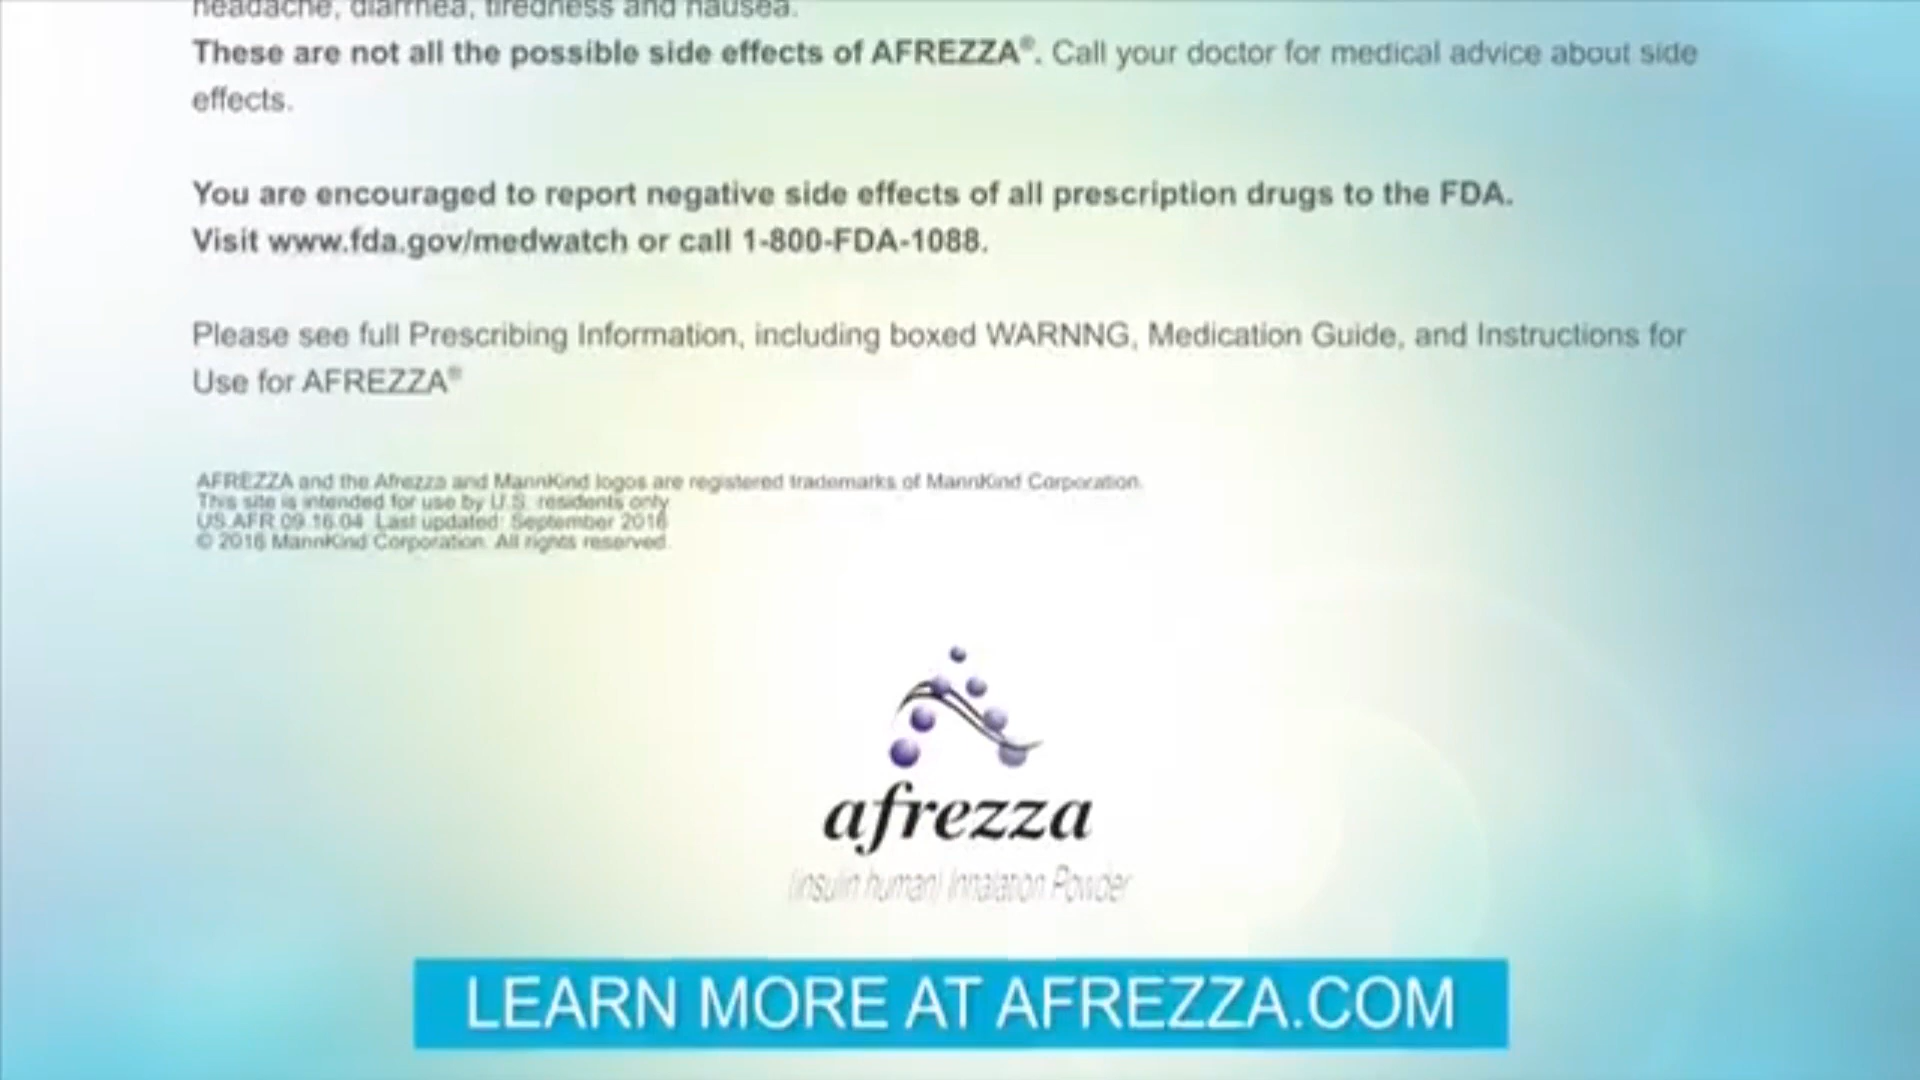 headache, diarrhea, tiredness and nausea.
These are not all the possible side effects of AFREZZA®. Call your doctor for medical advice about side
effects.
You are encouraged to report negative side effects of all prescription drugs to the FDA.
Visit www.fda.gov/medwatch or call 1-800-FDA-1088.
Please see full Prescribing Information, including boxed WARNNG, Medication Guide, and Instructions for
Use for AFREZZA®
AFREZZA and the Afrezza and MannKind logos are registered trademarks of MannKind Corporation.
This site is intended for use by U.S. residents only
US.AFR.09.16.04 Last updated: September 2016
© 2016 MannKind Corporation. All rights reserved.
afrezza
(insulin human) Inhalation Powder
LEARN MORE AT AFREZZA.COM